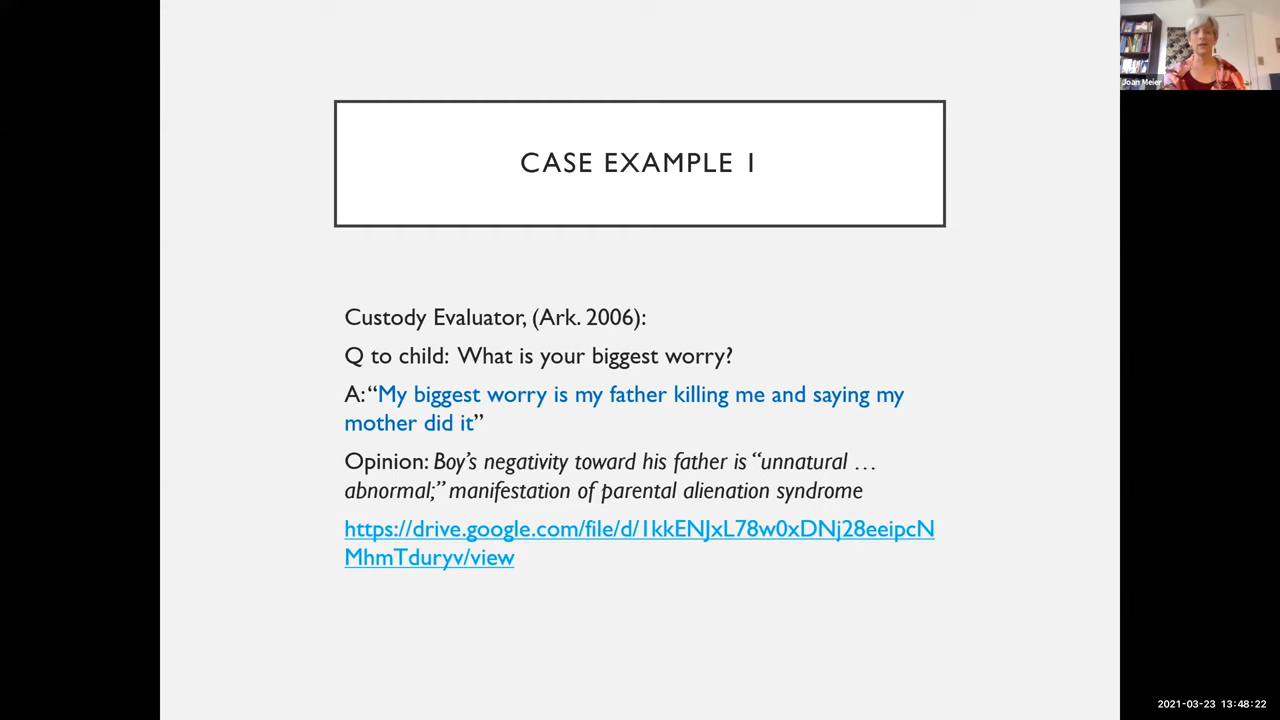 Joan Meier
CASE EXAMPLE 1
Custody Evaluator, (Ark. 2006):
Q to child: What is your biggest worry?
A: “My biggest worry is my father killing me and saying my
mother did it”
Opinion: Boy’s negativity toward his father is “unnatural …
abnormal;” manifestation of parental alienation syndrome
https://drive.google.com/file/d/1kkENJxL78w0xDNj28eeipcN
MhmTduryv/view
2021-03-23 13:48:22